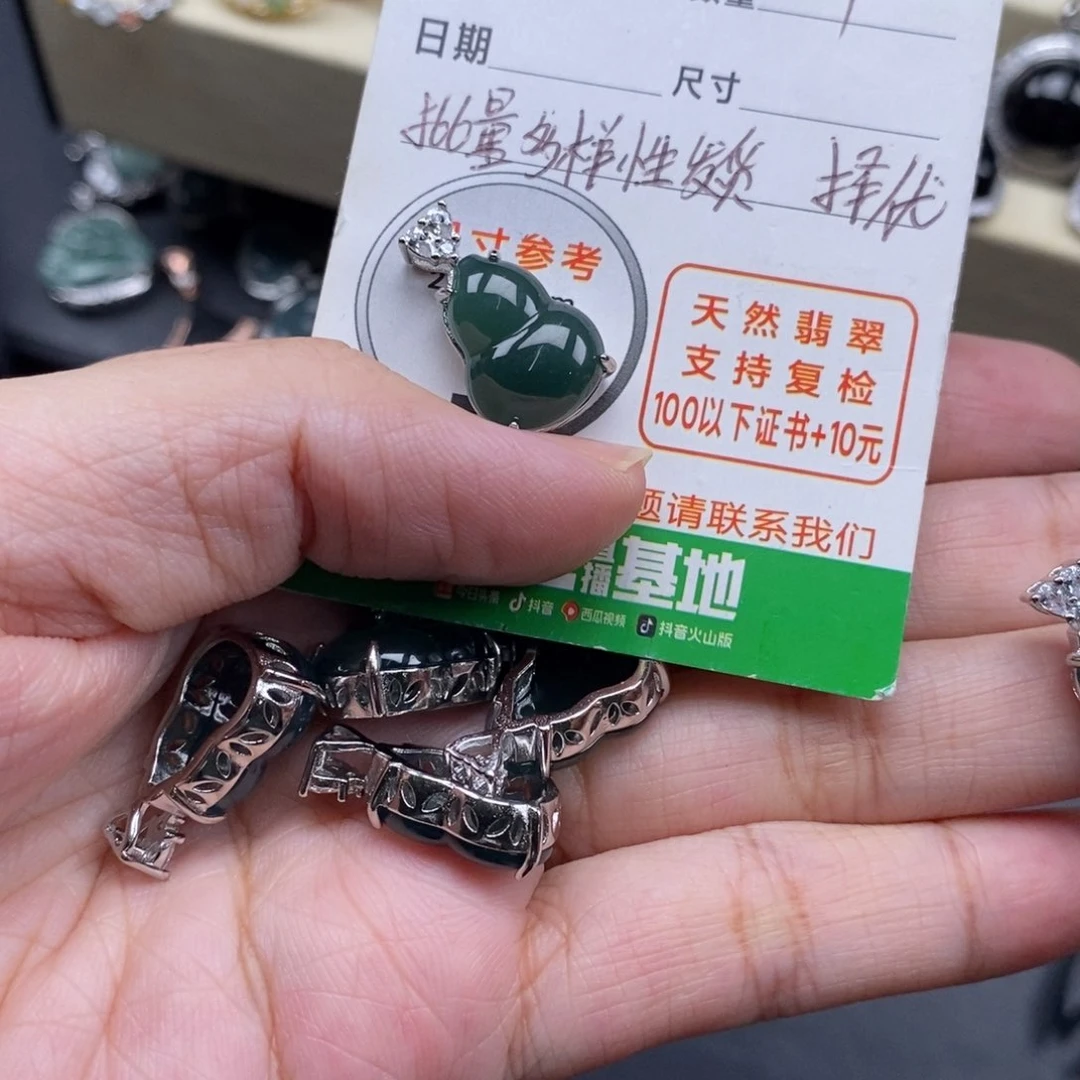 日期 尺寸
批量多样性发货 择优
寸参考
天然翡翠
支持复检
100以下证书+10元
题请联系我们
播基地
抖音 西瓜视频 抖音火山版